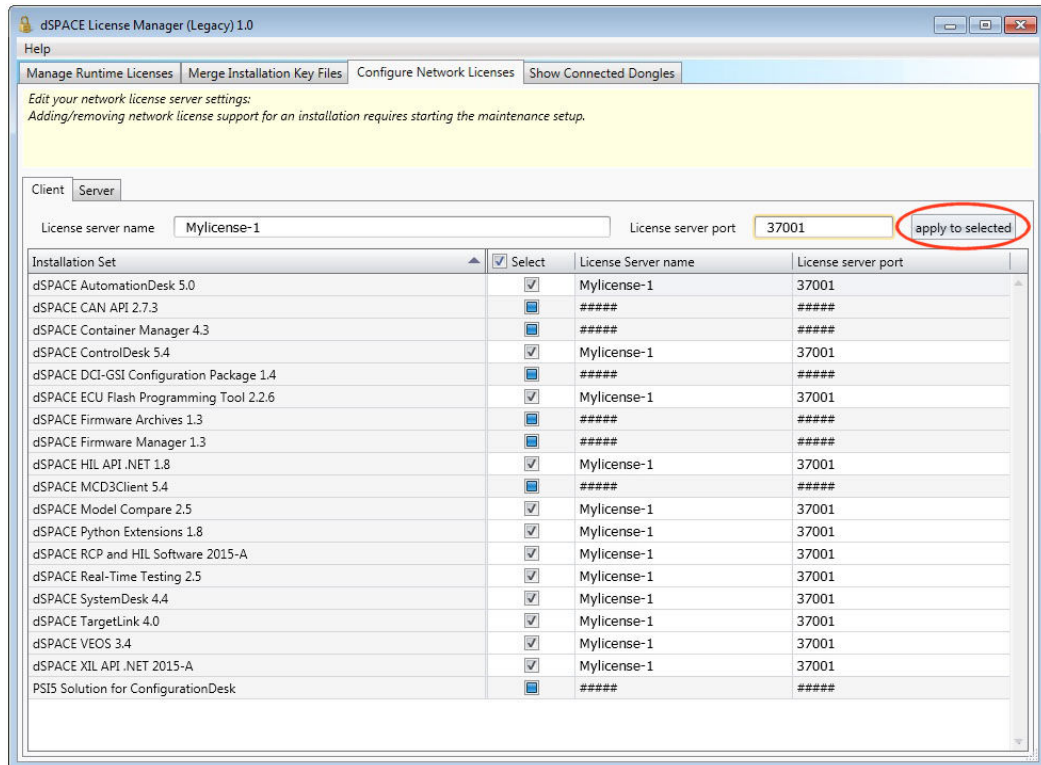 dSPACE License Manager (Legacy) 1.0
Help
Manage Runtime Licenses Merge Installation Key Files Configure Network Licenses Show Connected Dongles
Edit your network license server settings:
Adding/removing network license support for an installation requires starting the maintenance setup.
Client Server
License server name Mylicense-1 License server port 37001 apply to selected
Installation Set Select License Server name License server port
dSPACE AutomationDesk 5.0 Mylicense-1 37001
dSPACE CAN API 2.7.3 ##### #####
dSPACE Container Manager 4.3 ##### #####
dSPACE ControlDesk 5.4 Mylicense-1 37001
dSPACE DCI-GSI Configuration Package 1.4 ##### #####
dSPACE ECU Flash Programming Tool 2.2.6 Mylicense-1 37001
dSPACE Firmware Archives 1.3 ##### #####
dSPACE Firmware Manager 1.3 ##### #####
dSPACE HIL API .NET 1.8 Mylicense-1 37001
dSPACE MCD3Client 5.4 ##### #####
dSPACE Model Compare 2.5 Mylicense-1 37001
dSPACE Python Extensions 1.8 Mylicense-1 37001
dSPACE RCP and HIL Software 2015-A Mylicense-1 37001
dSPACE Real-Time Testing 2.5 Mylicense-1 37001
dSPACE SystemDesk 4.4 Mylicense-1 37001
dSPACE TargetLink 4.0 Mylicense-1 37001
dSPACE VEOS 3.4 Mylicense-1 37001
dSPACE XIL API .NET 2015-A Mylicense-1 37001
PSI5 Solution for ConfigurationDesk ##### #####